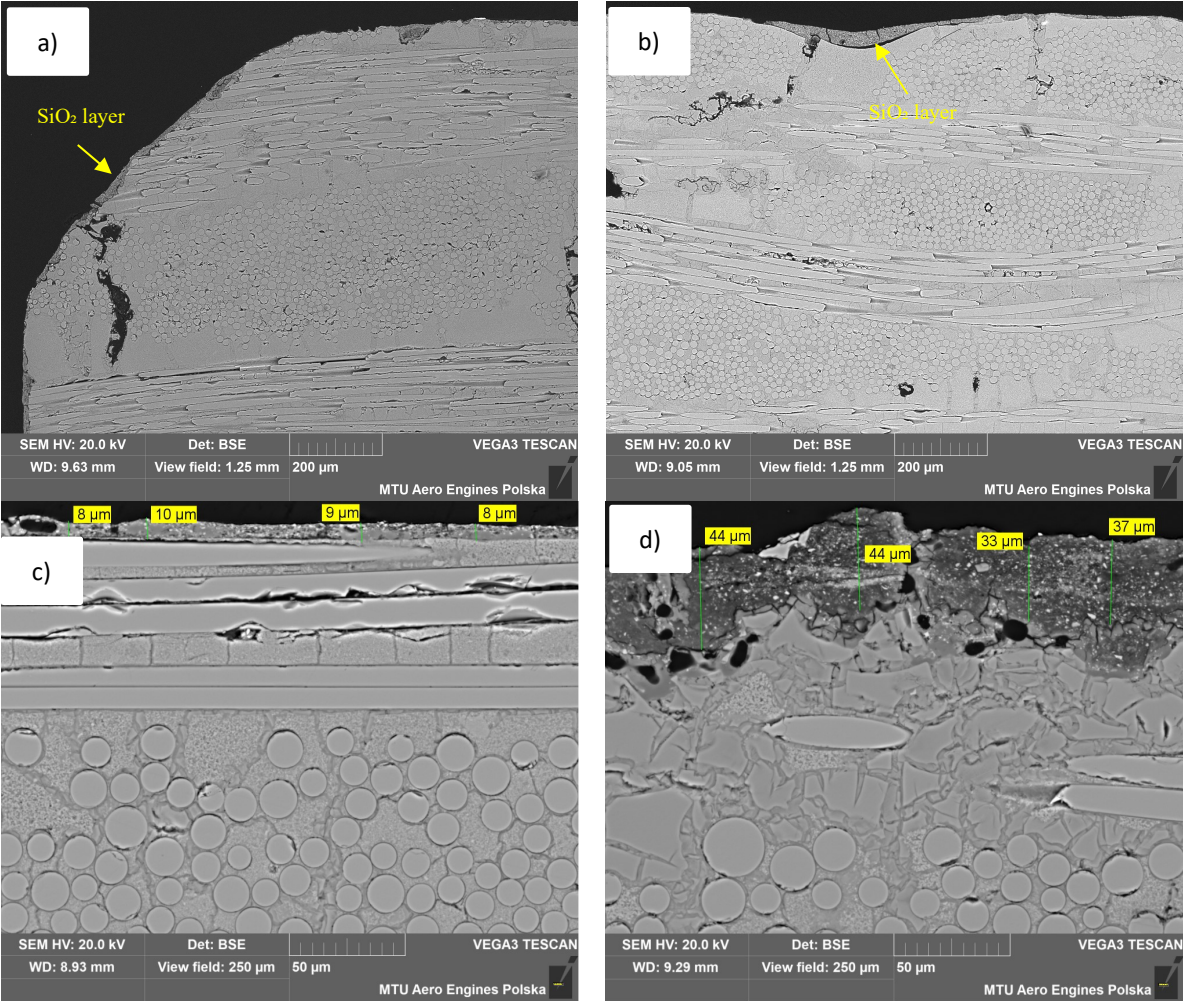 a)
SiO₂ layer
SEM HV: 20.0 kV Det: BSE VEGA3 TESCAN
WD: 9.63 mm View field: 1.25 mm 200 µm
MTU Aero Engines Polska
b)
SiO₂ layer
SEM HV: 20.0 kV Det: BSE VEGA3 TESCAN
WD: 9.05 mm View field: 1.25 mm 200 µm
MTU Aero Engines Polska
8 µm 10 µm 9 µm 8 µm
c)
SEM HV: 20.0 kV Det: BSE VEGA3 TESCAN
WD: 8.93 mm View field: 250 µm 50 µm
MTU Aero Engines Polska
d)
44 µm 44 µm 33 µm 37 µm
SEM HV: 20.0 kV Det: BSE VEGA3 TESCAN
WD: 9.29 mm View field: 250 µm 50 µm
MTU Aero Engines Polska